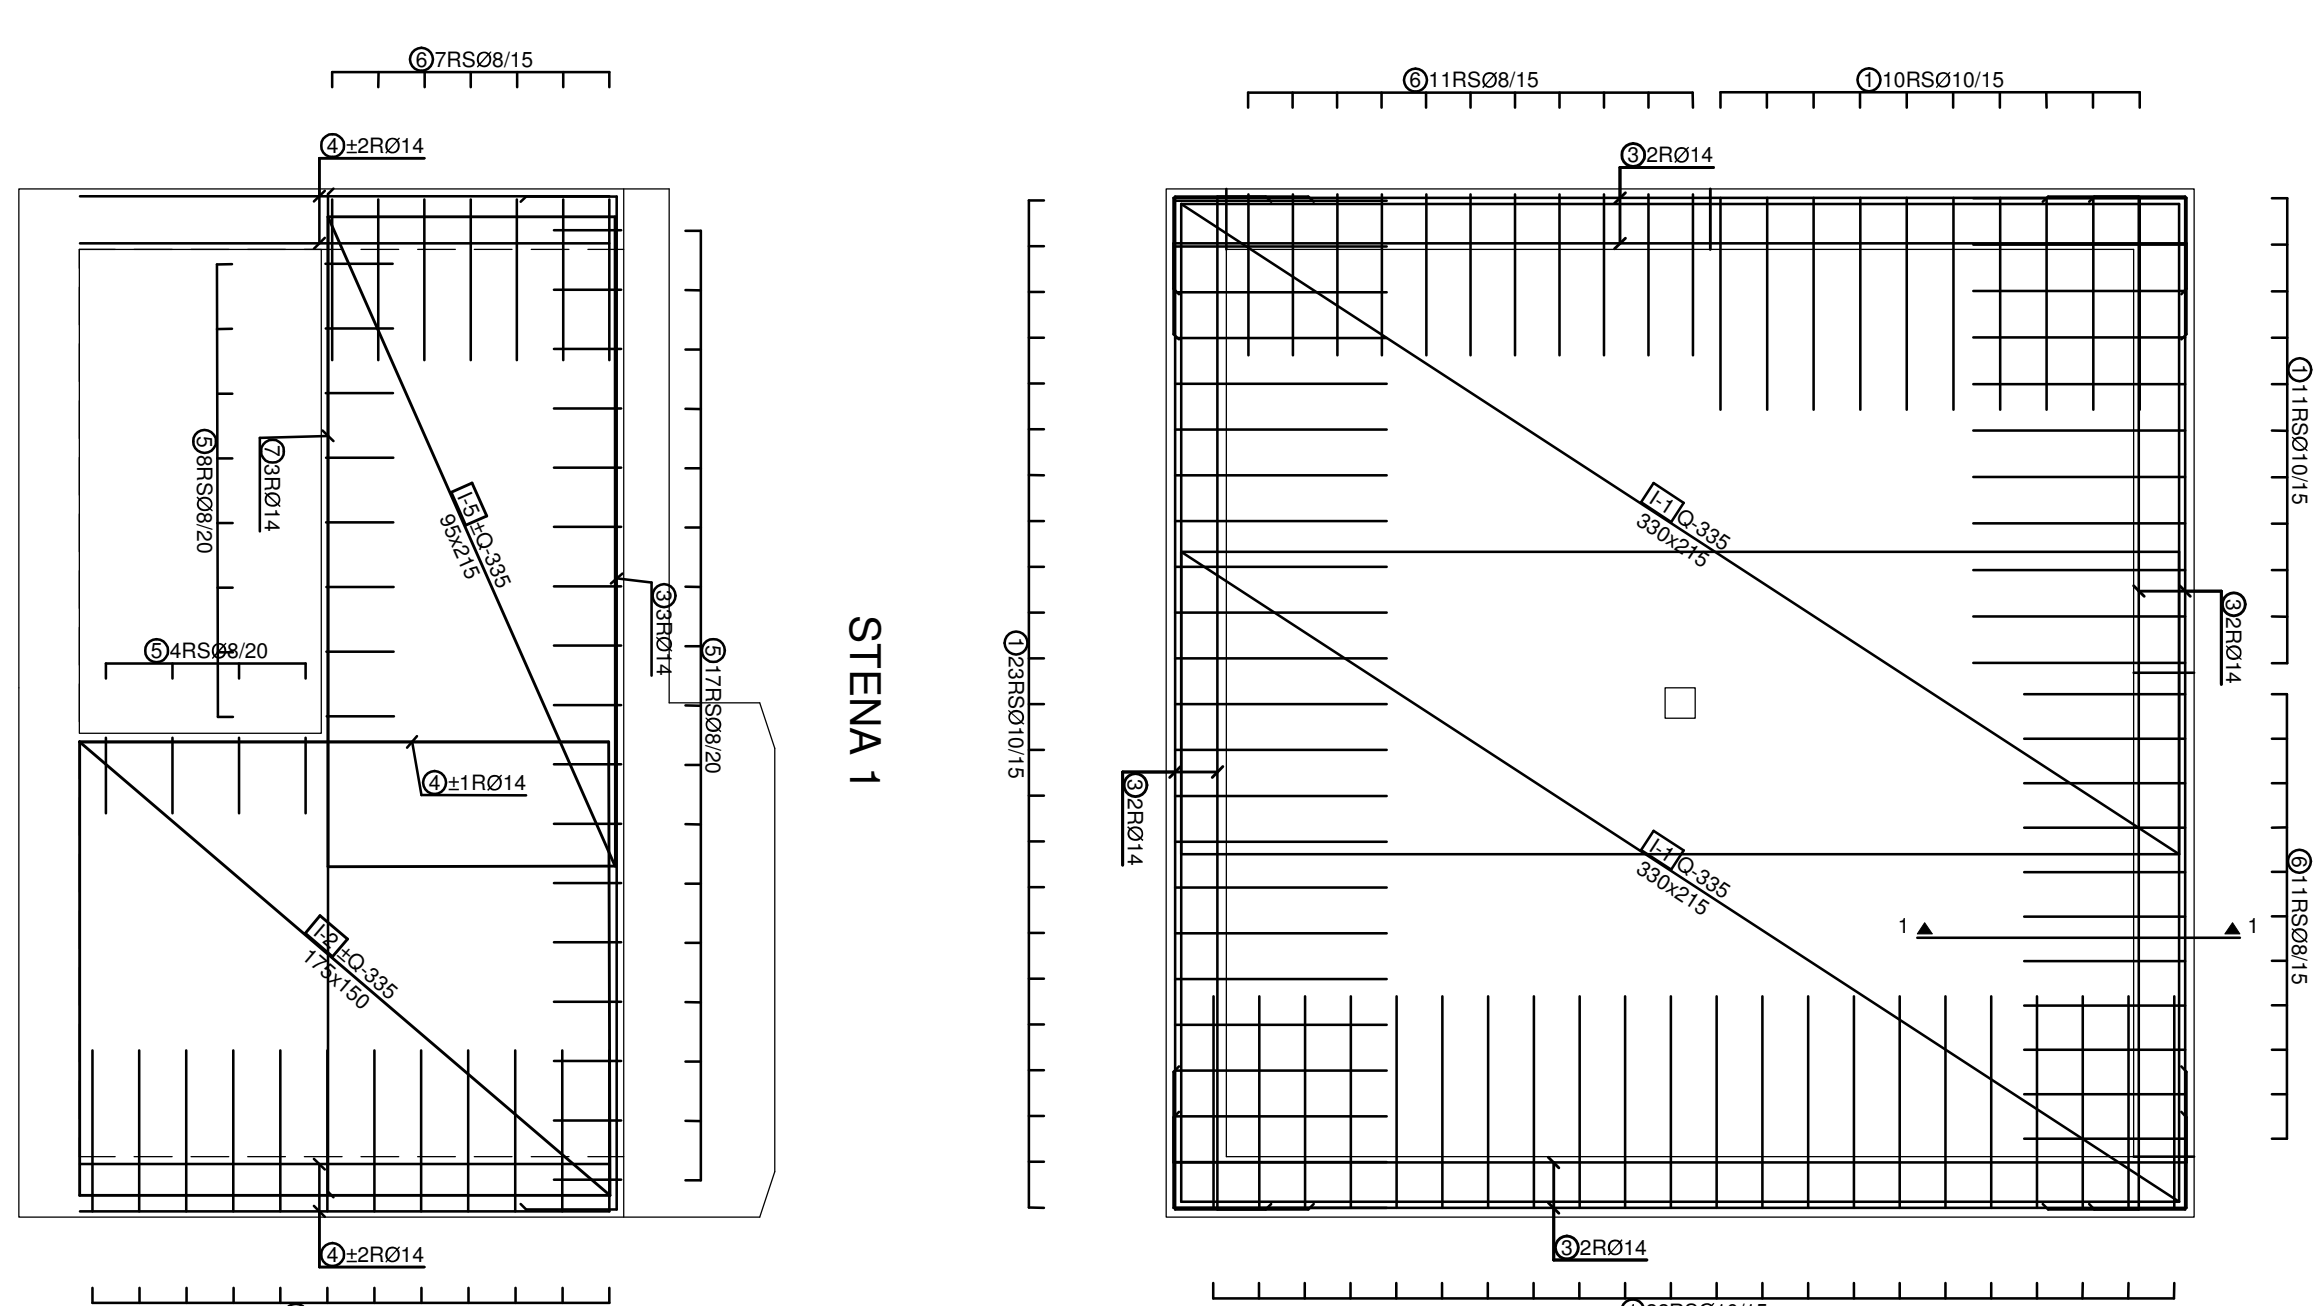 ⑥7RSØ8/15
⑥11RSØ8/15
①10RSØ10/15
④±2RØ14
③2RØ14
①11RSØ10/15
⑤8RSØ8/20
⑦3RØ14
I-5 ±Q-335
95x215
I-1 Q-335
330x215
③3RØ14
③2RØ14
⑤4RSØ8/20
⑤17RSØ8/20
STENA 1
①23RSØ10/15
④±1RØ14
③2RØ14
I-1 Q-335
330x215
⑥11RSØ8/15
I-2 ±Q-335
175x150
1 1
④±2RØ14
③2RØ14